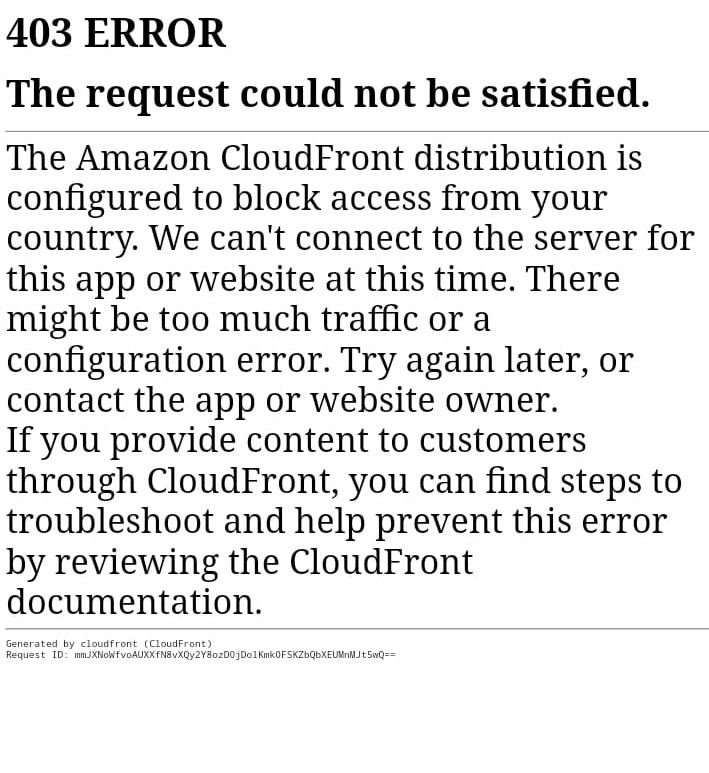 403 ERROR
The request could not be satisfied.
The Amazon CloudFront distribution is
configured to block access from your
country. We can't connect to the server for
this app or website at this time. There
might be too much traffic or a
configuration error. Try again later, or
contact the app or website owner.
If you provide content to customers
through CloudFront, you can find steps to
troubleshoot and help prevent this error
by reviewing the CloudFront
documentation.
Generated by cloudfront (CloudFront)
Request ID: